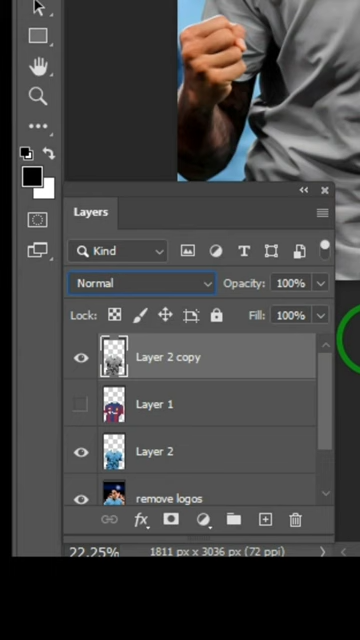 Layers
Kind
T
Normal
Opacity: 100%
Lock:
Fill: 100%
Layer 2 copy
Layer 1
Layer 2
remove logos
fx
22.25%
1811 px x 3036 px (72 ppi)